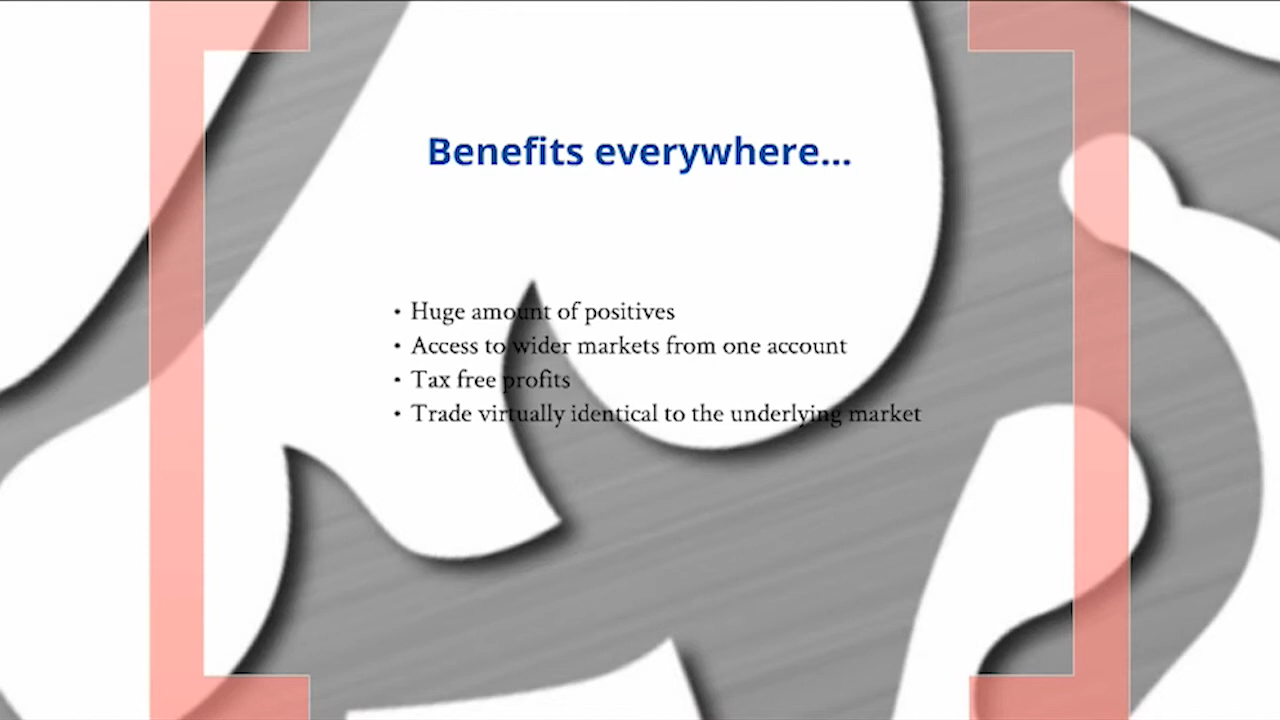 Benefits everywhere...
• Huge amount of positives
• Access to wider markets from one account
• Tax free profits
• Trade virtually identical to the underlying market